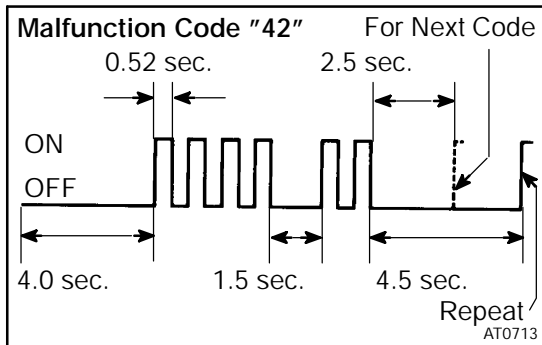 Malfunction Code "42"
For Next Code
0.52 sec.
2.5 sec.
ON
OFF
4.0 sec.
1.5 sec.
4.5 sec.
Repeat
AT0713